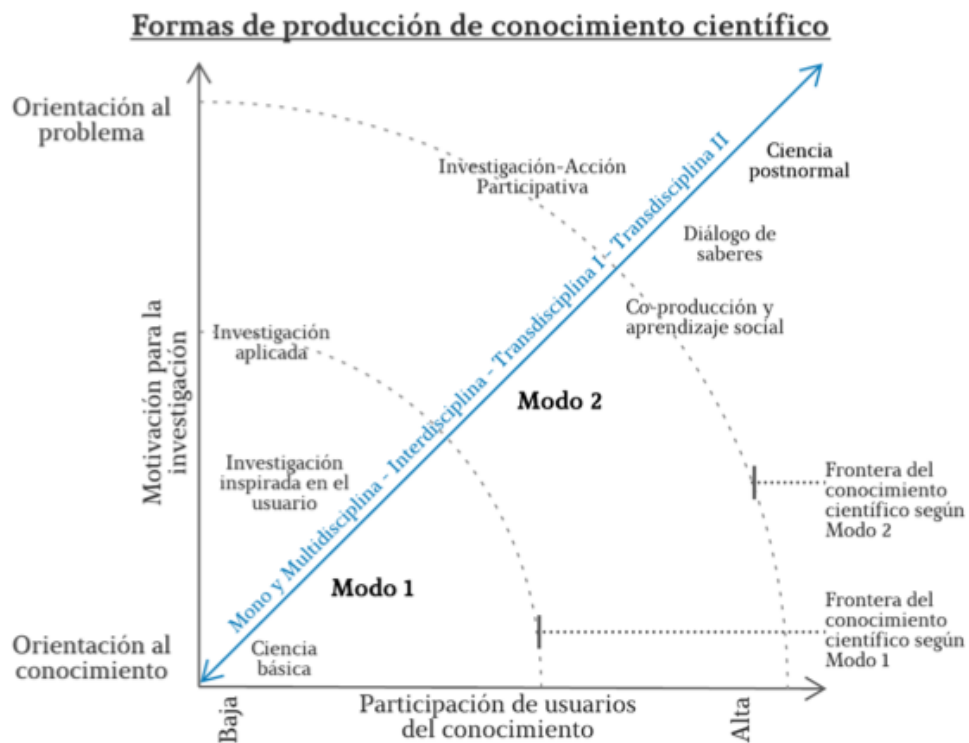 Formas de producción de conocimiento científico
Orientación al
problema
Motivación para la
investigación
Orientación al
conocimiento
Investigación-Acción
Participativa
Ciencia
postnormal
Diálogo de
saberes
Co-producción y
aprendizaje social
Investigación
aplicada
Investigación
inspirada en el
usuario
Ciencia
básica
Mono y Multidisciplina - Interdisciplina - Transdisciplina I - Transdisciplina II
Modo 2
Modo 1
Frontera del
conocimiento
científico según
Modo 2
Frontera del
conocimiento
científico según
Modo 1
Baja
Participación de usuarios
del conocimiento
Alta